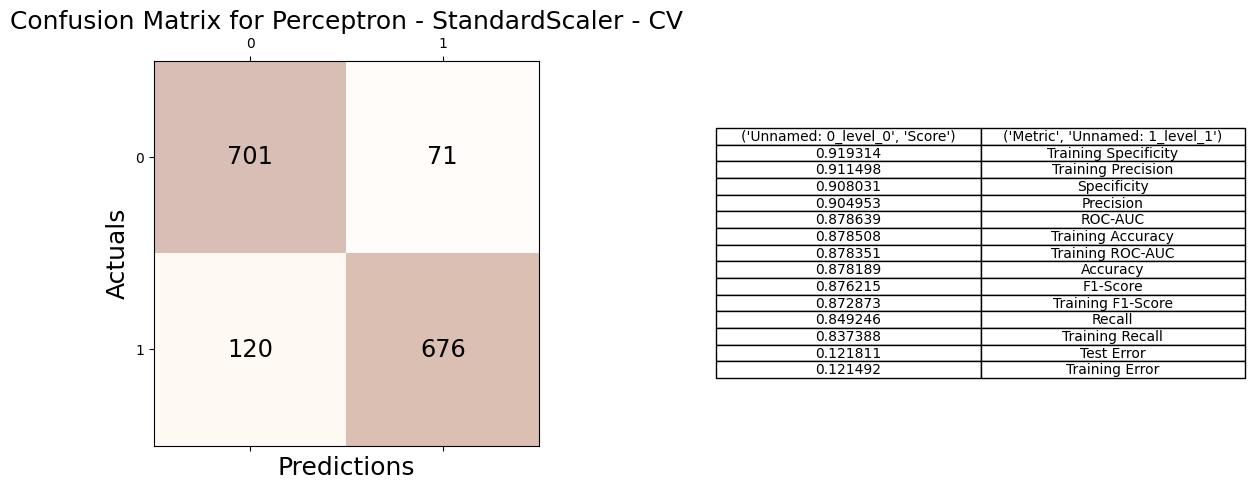 Confusion Matrix for Perceptron - StandardScaler - CV
0 1
0 701 71
Actuals
1 120 676
Predictions
('Unnamed: 0_level_0', 'Score') ('Metric', 'Unnamed: 1_level_1')
0.919314 Training Specificity
0.911498 Training Precision
0.908031 Specificity
0.904953 Precision
0.878639 ROC-AUC
0.878508 Training Accuracy
0.878351 Training ROC-AUC
0.878189 Accuracy
0.876215 F1-Score
0.872873 Training F1-Score
0.849246 Recall
0.837388 Training Recall
0.121811 Test Error
0.121492 Training Error